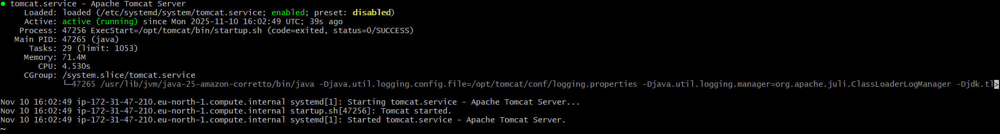 ● tomcat.service - Apache Tomcat Server
Loaded: loaded (/etc/systemd/system/tomcat.service; enabled; preset: disabled)
Active: active (running) since Mon 2025-11-10 16:02:49 UTC; 39s ago
Process: 47256 ExecStart=/opt/tomcat/bin/startup.sh (code=exited, status=0/SUCCESS)
Main PID: 47265 (java)
Tasks: 29 (limit: 1053)
Memory: 71.4M
CPU: 4.530s
CGroup: /system.slice/tomcat.service
└─47265 /usr/lib/jvm/java-25-amazon-corretto/bin/java -Djava.util.logging.config.file=/opt/tomcat/conf/logging.properties -Djava.util.logging.manager=org.apache.juli.ClassLoaderLogManager -Djdk.tl>
Nov 10 16:02:49 ip-172-31-47-210.eu-north-1.compute.internal systemd[1]: Starting tomcat.service - Apache Tomcat Server...
Nov 10 16:02:49 ip-172-31-47-210.eu-north-1.compute.internal startup.sh[47256]: Tomcat started.
Nov 10 16:02:49 ip-172-31-47-210.eu-north-1.compute.internal systemd[1]: Started tomcat.service - Apache Tomcat Server.
~